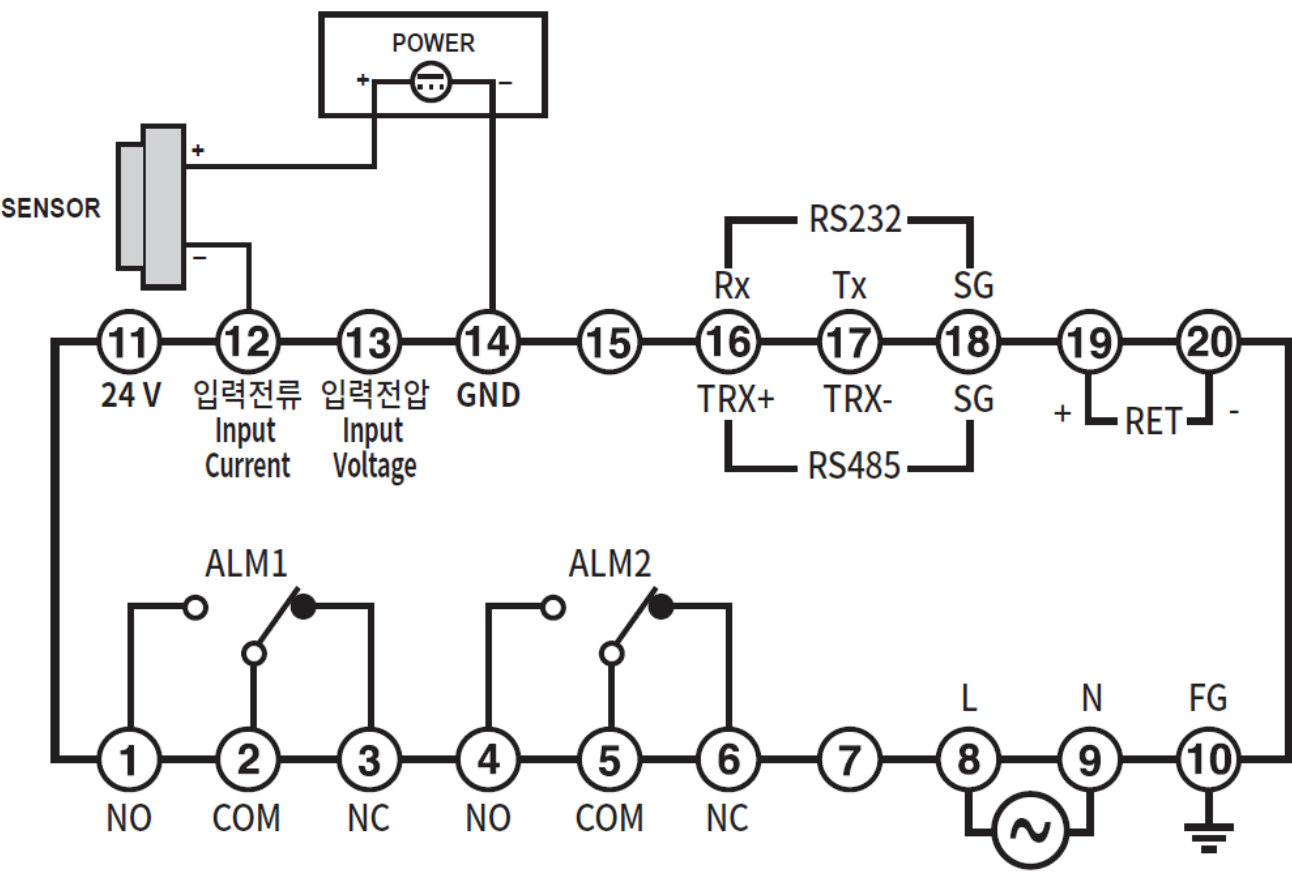 POWER
+ −
+
SENSOR
−
RS232
Rx Tx SG
11 12 13 14 15 16 17 18 19 20
24 V 입력전류 입력전압 GND TRX+ TRX- SG
Input Input
Current Voltage
+ RET -
RS485
ALM1 ALM2
L N FG
1 2 3 4 5 6 7 8 9 10
NO COM NC NO COM NC
~